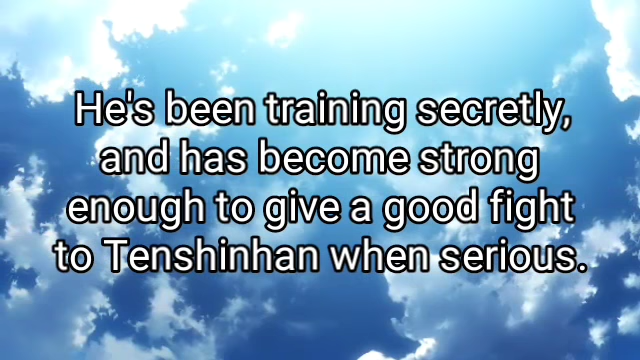 He's been training secretly,
and has become strong
enough to give a good fight
to Tenshinhan when serious.